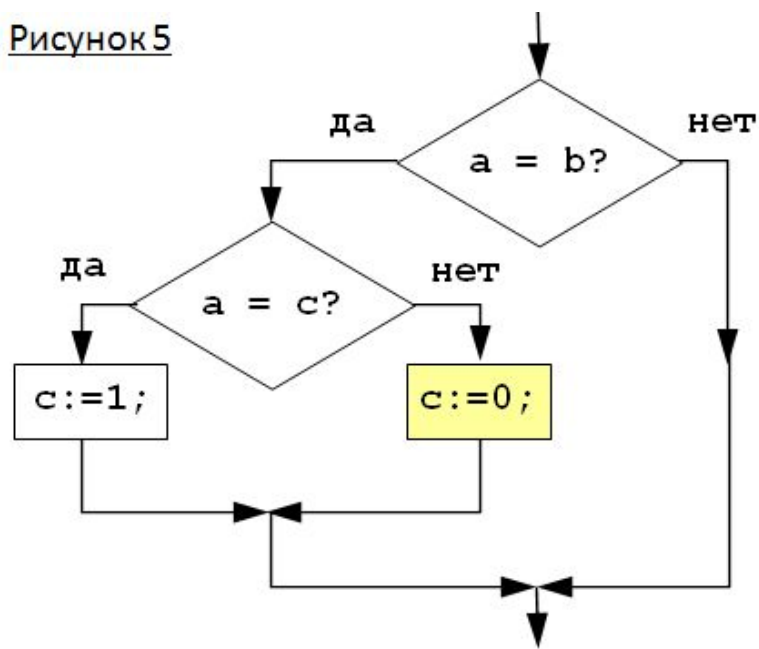 Рисунок 5
да
нет
a = b?
да
нет
a = c?
c:=1;
c:=0;